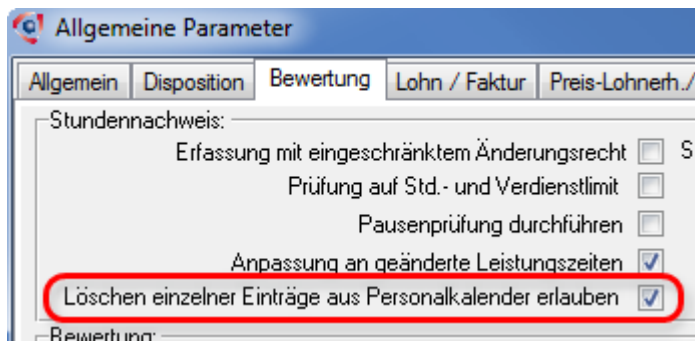 Allgemeine Parameter
Allgemein Disposition Bewertung Lohn / Faktur Preis-Lohnerh./
Stundennachweis:
Erfassung mit eingeschränktem Änderungsrecht S
Prüfung auf Std.- und Verdienstlimit
Pausenprüfung durchführen
Anpassung an geänderte Leistungszeiten
Löschen einzelner Einträge aus Personalkalender erlauben
Bewertung: